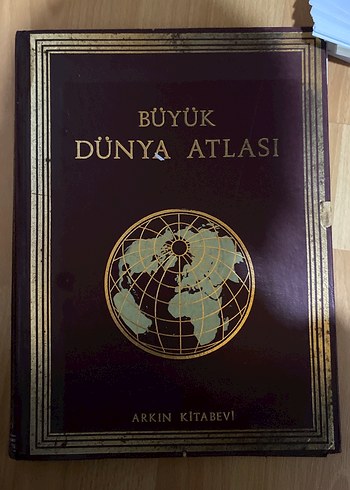 BÜYÜK
DÜNYA ATLASI
ARKIN KİTABEVİ